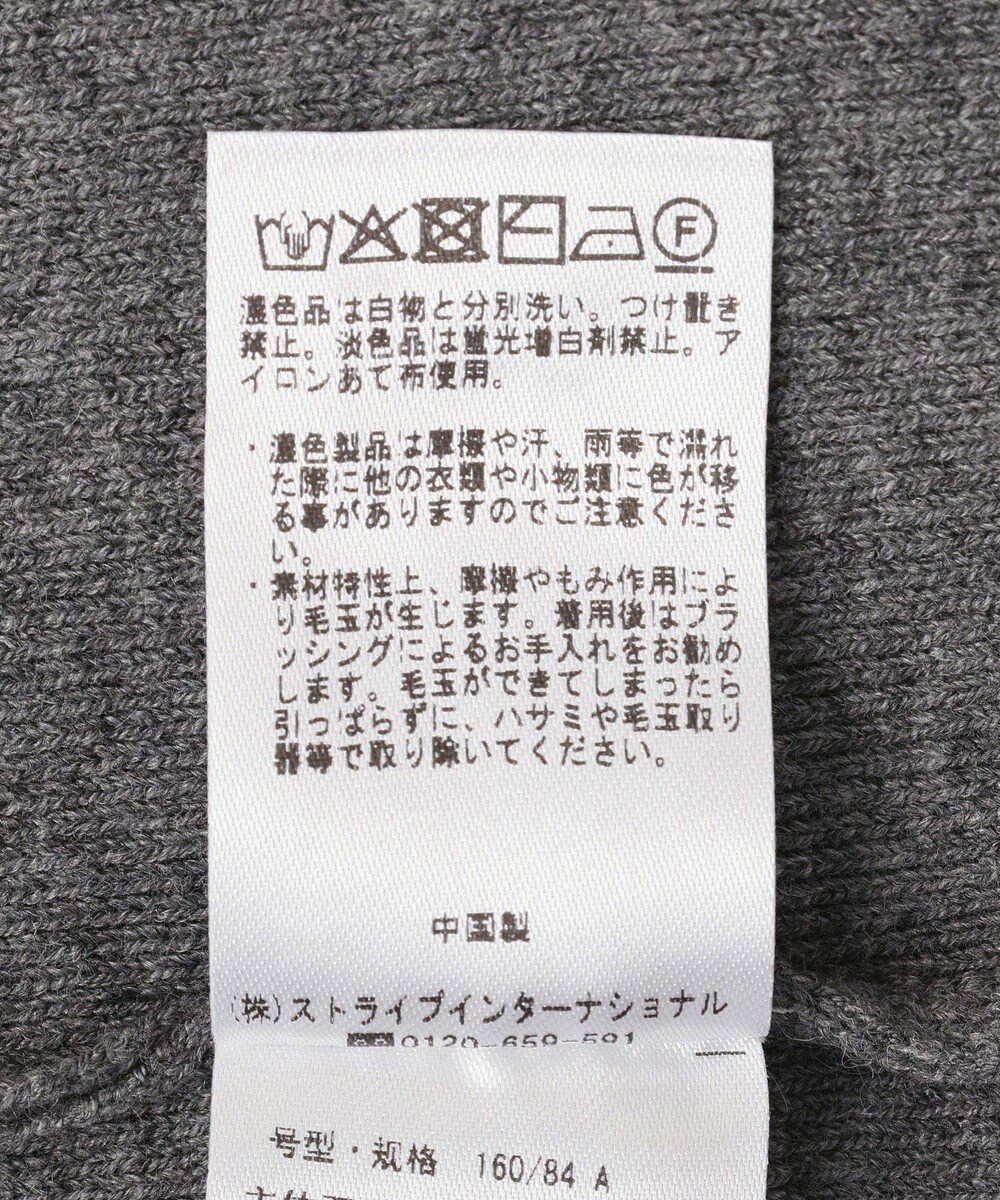 F
濃色品は白物と分別洗い。つけ置き
禁止。淡色品は蛍光増白剤禁止。ア
イロンあて布使用。
・濃色製品は摩擦や汗、雨等で濡れ
た際に他の衣類や小物類に色が移
る事がありますのでご注意くださ
い。
・素材特性上、摩擦やもみ作用によ
り毛玉が生じます。着用後はブラ
ッシングによるお手入れをお勧め
します。毛玉ができてしまったら
引っぱらずに、ハサミや毛玉取り
器等で取り除いてください。
中国製
(株)ストライプインターナショナル
0120-659-591
号型・规格 160/84 A